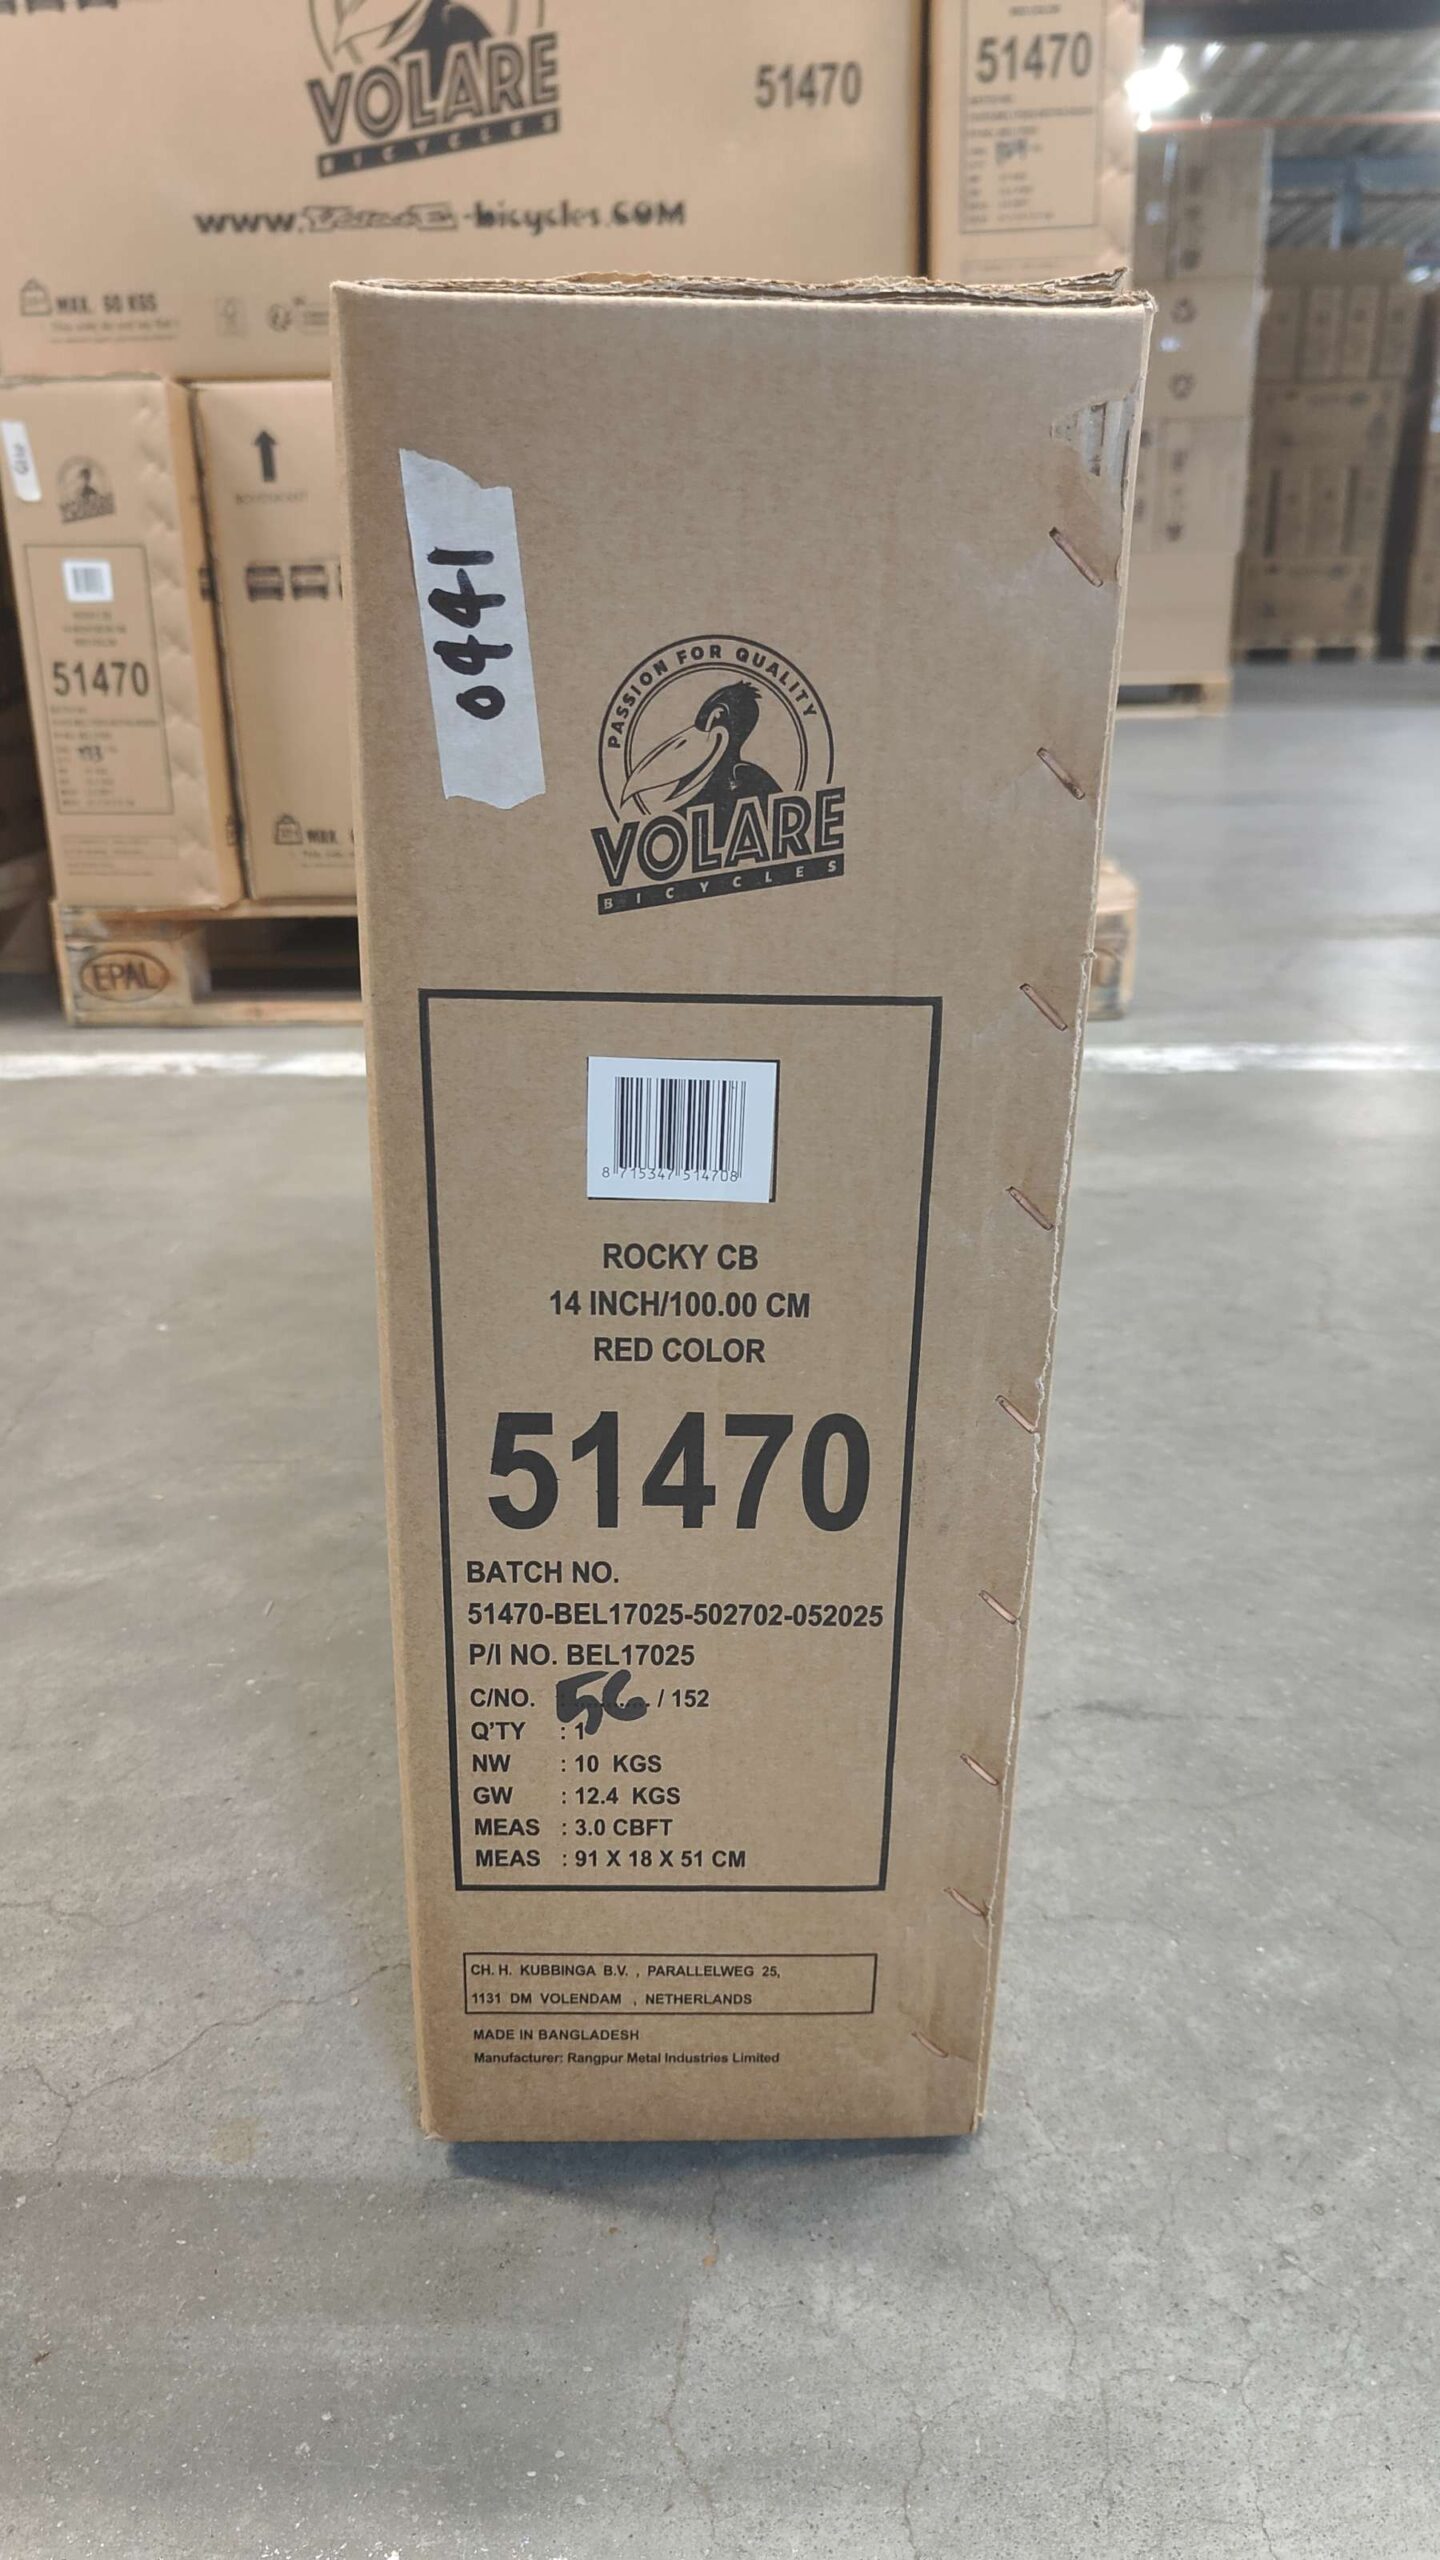 VOLARE
BICYCLES
51470
www.VOLARE-bicycles.COM
MAX. 50 KGS
51470
51470
EPAL
0441
PASSION FOR QUALITY
VOLARE
BICYCLES
8 715347 514708
ROCKY CB
14 INCH/100.00 CM
RED COLOR
51470
BATCH NO.
51470-BEL17025-502702-052025
P/I NO. BEL17025
C/NO. : 56 / 152
Q'TY : 1
NW : 10 KGS
GW : 12.4 KGS
MEAS : 3.0 CBFT
MEAS : 91 X 18 X 51 CM
CH. H. KUBBINGA B.V. , PARALLELWEG 25,
1131 DM VOLENDAM , NETHERLANDS
MADE IN BANGLADESH
Manufacturer: Rangpur Metal Industries Limited